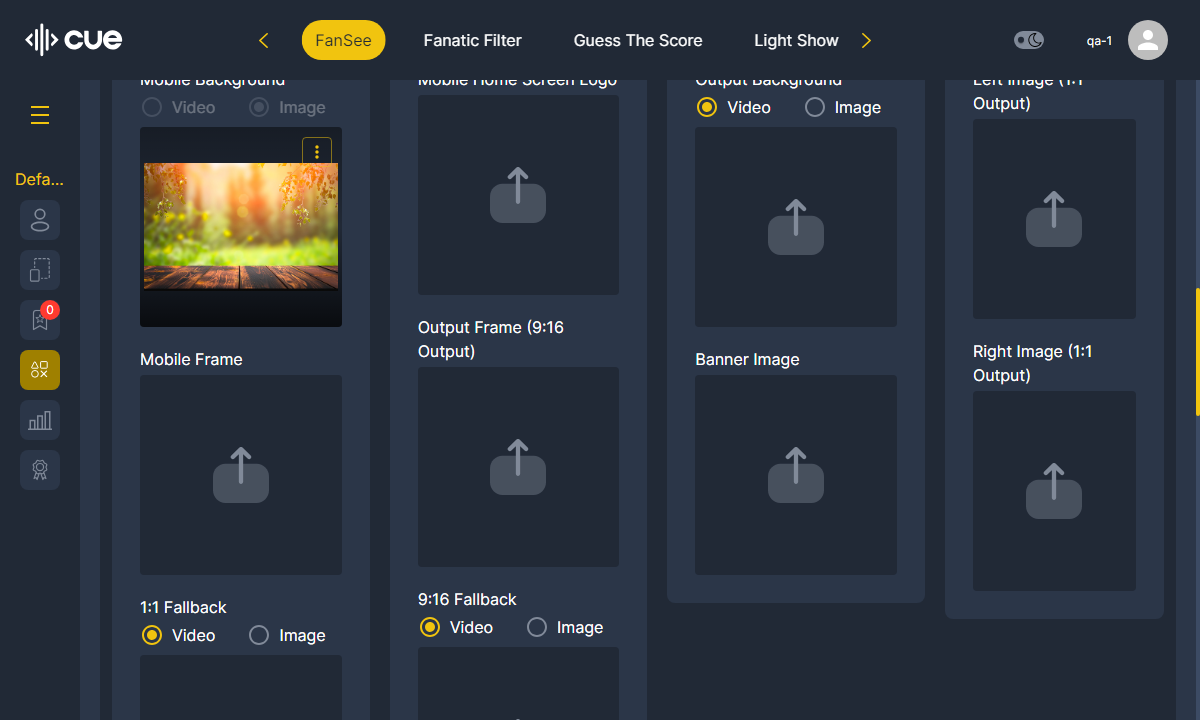 cue
FanSee
Fanatic Filter
Guess The Score
Light Show
qa-1
Defa...
0
Mobile Background
Video
Image
Mobile Frame
1:1 Fallback
Video
Image
Mobile Home Screen Logo
Output Frame (9:16
Output)
9:16 Fallback
Video
Image
Output Background
Video
Image
Banner Image
Left Image (1:1
Output)
Right Image (1:1
Output)